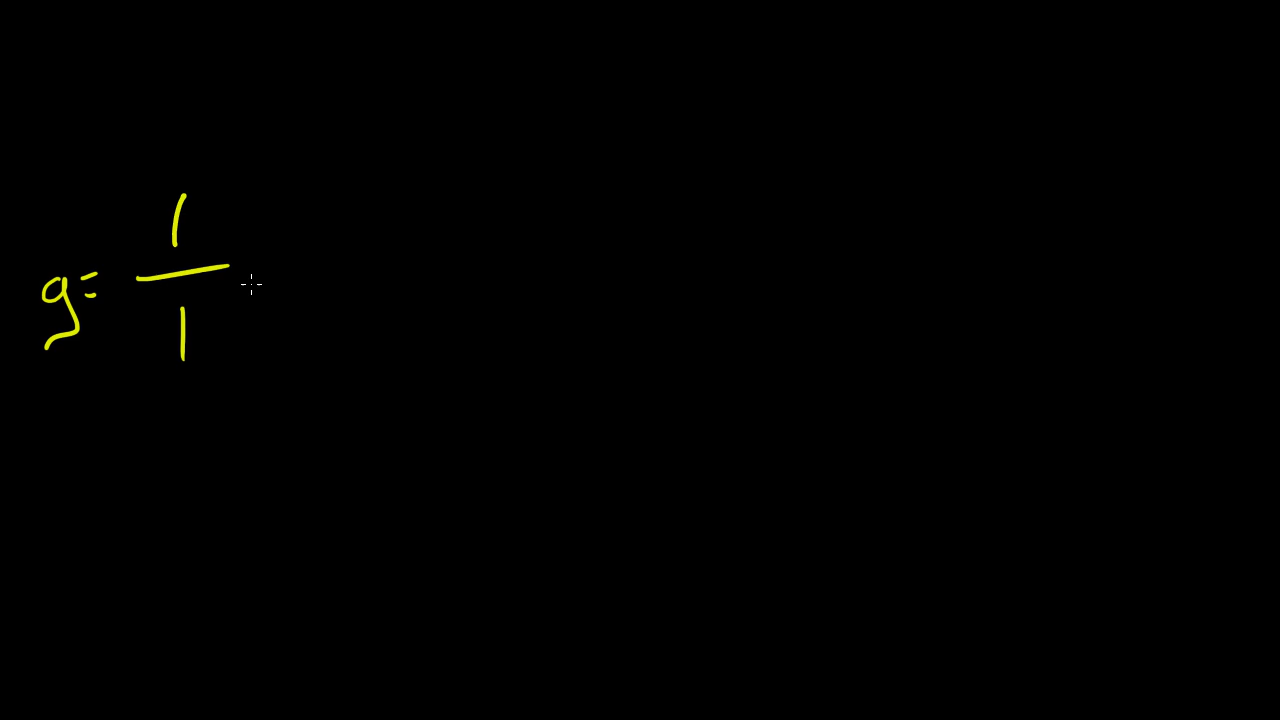 g = 1/1